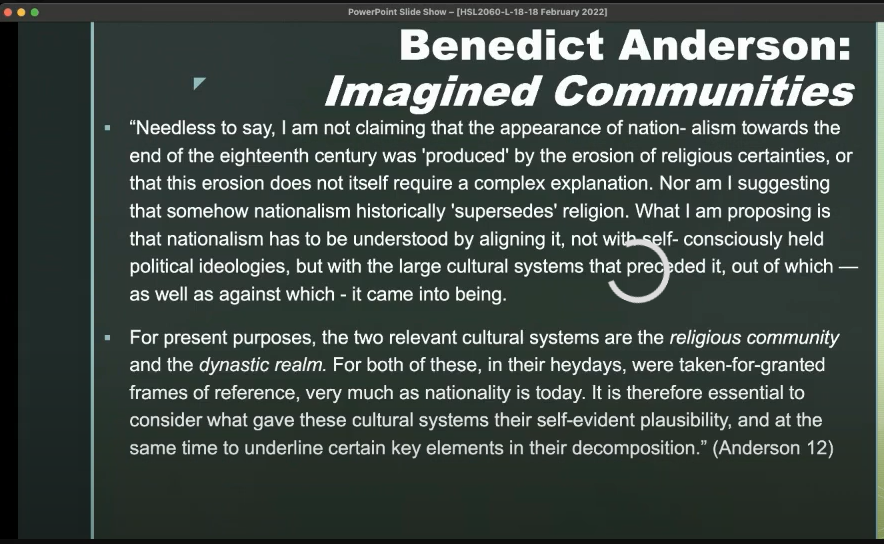 PowerPoint Slide Show – [HSL2060-L-18-18 February 2022]
Benedict Anderson:
Imagined Communities
“Needless to say, I am not claiming that the appearance of nation- alism towards the
end of the eighteenth century was 'produced' by the erosion of religious certainties, or
that this erosion does not itself require a complex explanation. Nor am I suggesting
that somehow nationalism historically 'supersedes' religion. What I am proposing is
that nationalism has to be understood by aligning it, not with self- consciously held
political ideologies, but with the large cultural systems that preceded it, out of which —
as well as against which - it came into being.
For present purposes, the two relevant cultural systems are the religious community
and the dynastic realm. For both of these, in their heydays, were taken-for-granted
frames of reference, very much as nationality is today. It is therefore essential to
consider what gave these cultural systems their self-evident plausibility, and at the
same time to underline certain key elements in their decomposition.” (Anderson 12)